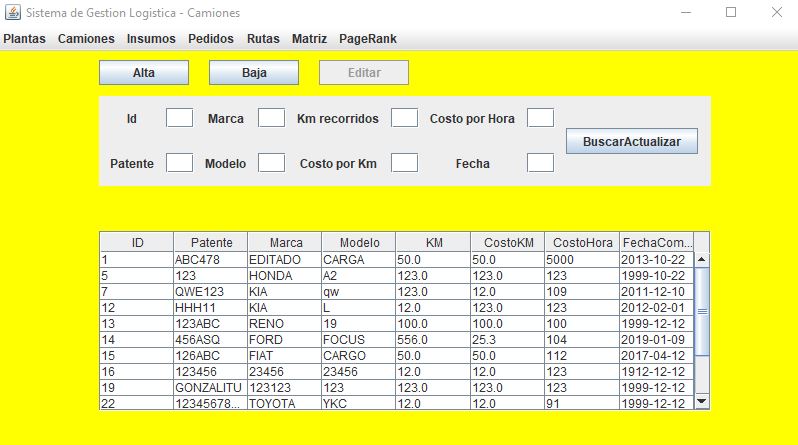 Sistema de Gestion Logistica - Camiones
Plantas Camiones Insumos Pedidos Rutas Matriz PageRank
Alta Baja Editar
Id Marca Km recorridos Costo por Hora
BuscarActualizar
Patente Modelo Costo por Km Fecha
ID Patente Marca Modelo KM CostoKM CostoHora FechaCom...
1 ABC478 EDITADO CARGA 50.0 50.0 5000 2013-10-22
5 123 HONDA A2 123.0 123.0 123 1999-10-22
7 QWE123 KIA qw 123.0 12.0 109 2011-12-10
12 HHH11 KIA L 12.0 123.0 123 2012-02-01
13 123ABC RENO 19 100.0 100.0 100 1999-12-12
14 456ASQ FORD FOCUS 556.0 25.3 104 2019-01-09
15 126ABC FIAT CARGO 50.0 50.0 112 2017-04-12
16 123456 23456 23456 12.0 12.0 123 1912-12-12
19 GONZALITU 123123 123 123.0 123.0 123 1999-12-12
22 12345678... TOYOTA YKC 12.0 12.0 91 1999-12-12